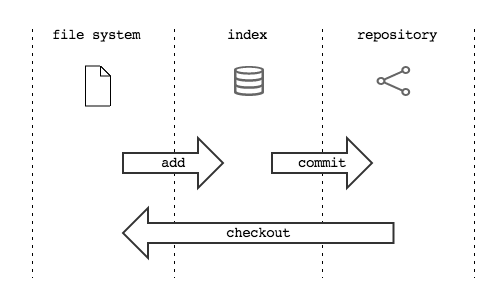 file system
index
repository
add
commit
checkout